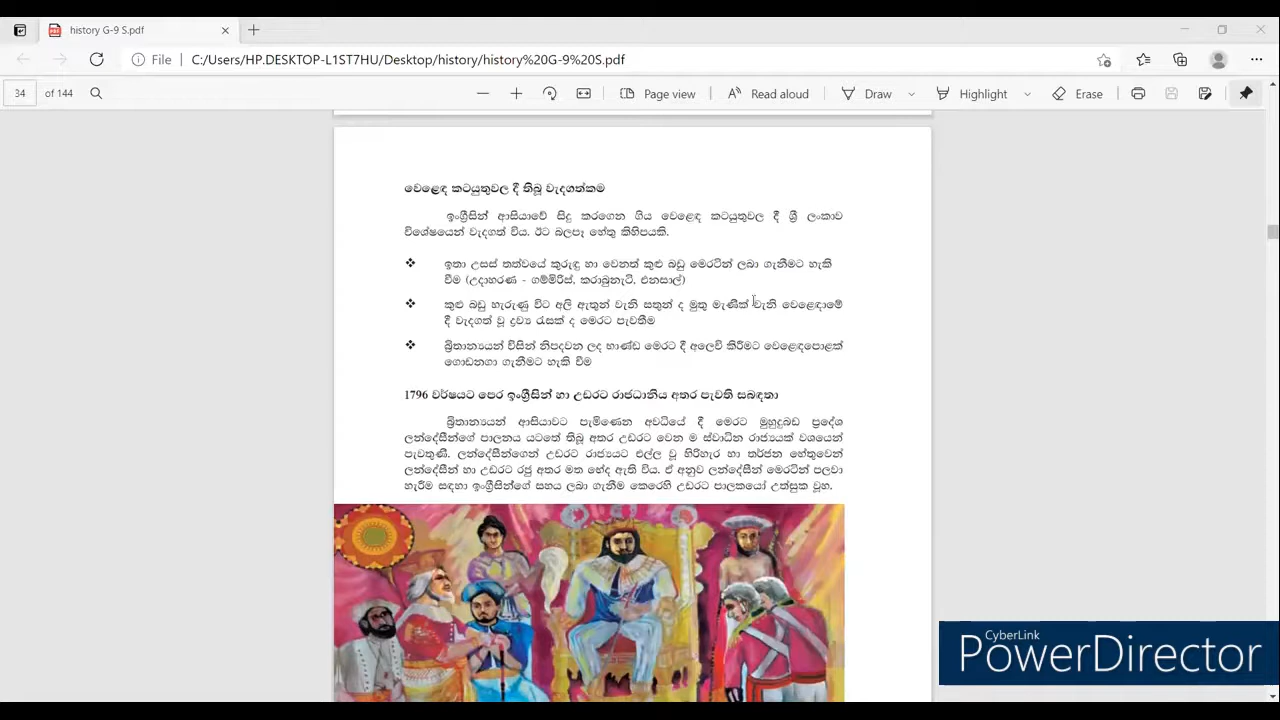 history G-9 S.pdf
File C:/Users/HP.DESKTOP-L1ST7HU/Desktop/history/history%20G-9%20S.pdf
34 of 144 Page view Read aloud Draw Highlight Erase
වෙළෙඳ කටයුතුවල දී තිබූ වැදගත්කම
ඉංග්‍රීසින් ආසියාවේ සිදු කරගෙන ගිය වෙළෙඳ කටයුතුවල දී ශ්‍රී ලංකාව
විශේෂයෙන් වැදගත් විය. ඊට බලපෑ හේතු කිහිපයකි.
❖ ඉතා උසස් තත්වයේ කුරුඳු හා වෙනත් කුළු බඩු මෙරටින් ලබා ගැනීමට හැකි
වීම (උදාහරණ - ගම්මිරිස්, කරාබුනැටි, එනසාල්)
❖ කුළු බඩු හැරුණු විට අලි ඇතුන් වැනි සතුන් ද මුතු මැණික් වැනි වෙළෙඳාමේ
දී වැදගත් වූ ද්‍රව්‍ය රැසක් ද මෙරට පැවතීම
❖ බ්‍රිතාන්‍යයන් විසින් නිපදවන ලද භාණ්ඩ මෙරට දී අලෙවි කිරීමට වෙළෙඳපොළක්
ගොඩනගා ගැනීමට හැකි වීම
1796 වර්ෂයට පෙර ඉංග්‍රීසින් හා උඩරට රාජධානිය අතර පැවති සබඳතා
බ්‍රිතාන්‍යයන් ආසියාවට පැමිණෙන අවධියේ දී මෙරට මුහුදුබඩ ප්‍රදේශ
ලන්දේසීන්ගේ පාලනය යටතේ තිබූ අතර උඩරට වෙන ම ස්වාධීන රාජ්‍යයක් වශයෙන්
පැවතුණි. ලන්දේසීන්ගෙන් උඩරට රාජ්‍යයට එල්ල වූ හිරිහැර හා තර්ජන හේතුවෙන්
ලන්දේසීන් හා උඩරට රජු අතර මත භේද ඇති විය. ඒ අනුව ලන්දේසීන් මෙරටින් පලවා
හැරීම සඳහා ඉංග්‍රීසින්ගේ සහය ලබා ගැනීම කෙරෙහි උඩරට පාලකයෝ උත්සුක වූහ.
CyberLink
PowerDirector